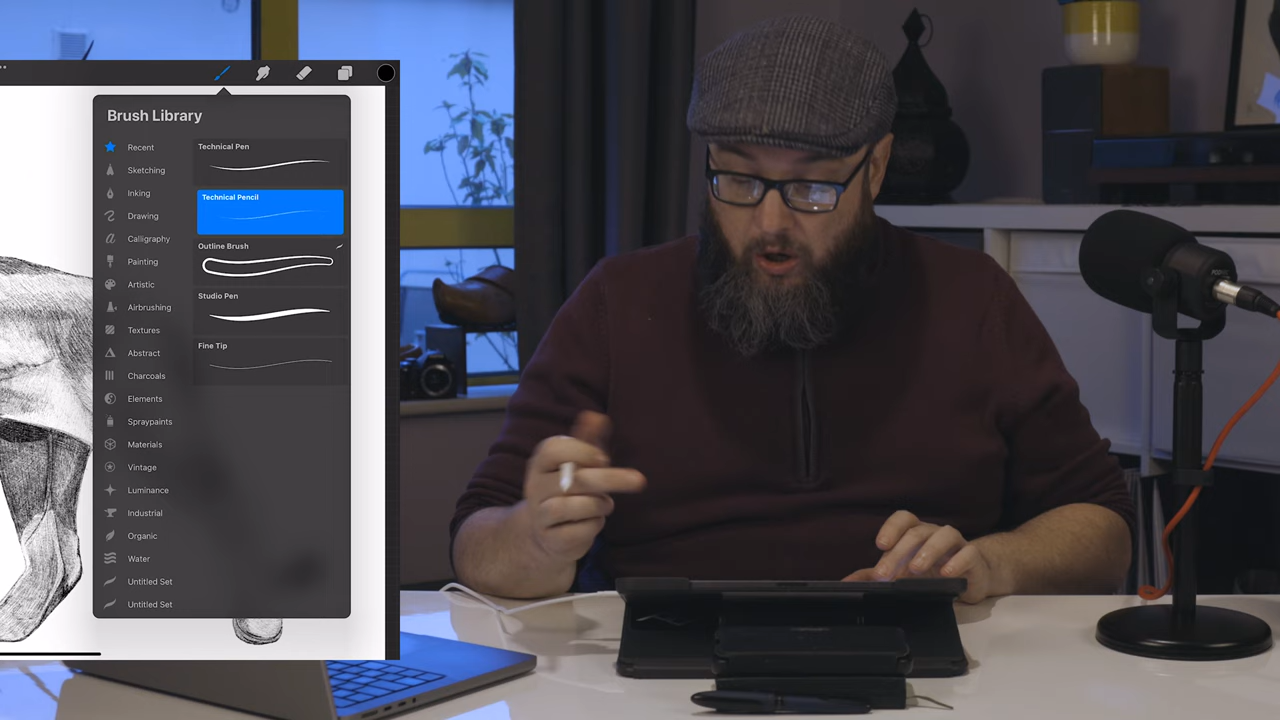 Brush Library
Recent
Sketching
Inking
Drawing
Calligraphy
Painting
Artistic
Airbrushing
Textures
Abstract
Charcoals
Elements
Spraypaints
Materials
Vintage
Luminance
Industrial
Organic
Water
Untitled Set
Untitled Set
Technical Pen
Technical Pencil
Outline Brush
Studio Pen
Fine Tip